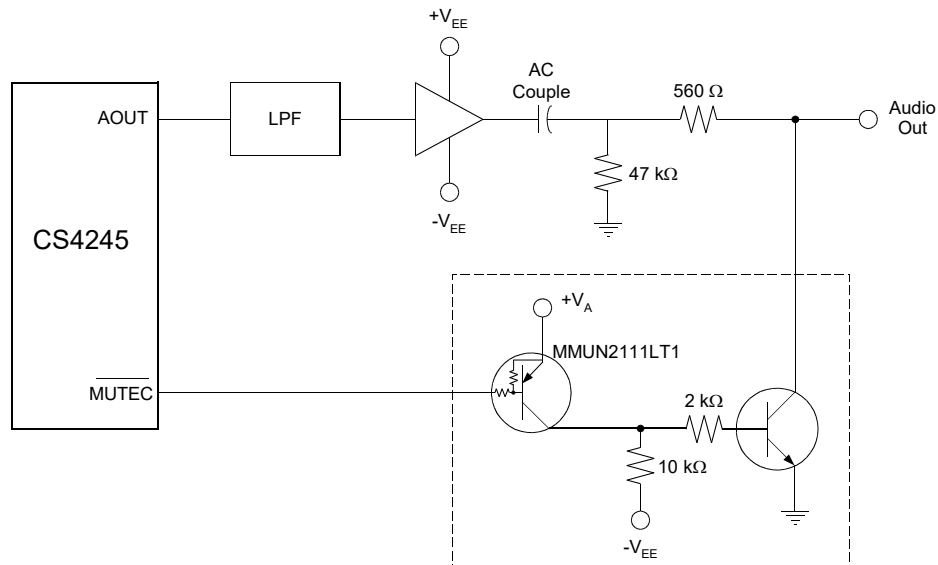 +VEE
AC
Couple
560 Ω
AOUT
LPF
Audio
Out
47 kΩ
-VEE
CS4245
+VA
MMUN2111LT1
MUTEC
2 kΩ
10 kΩ
-VEE